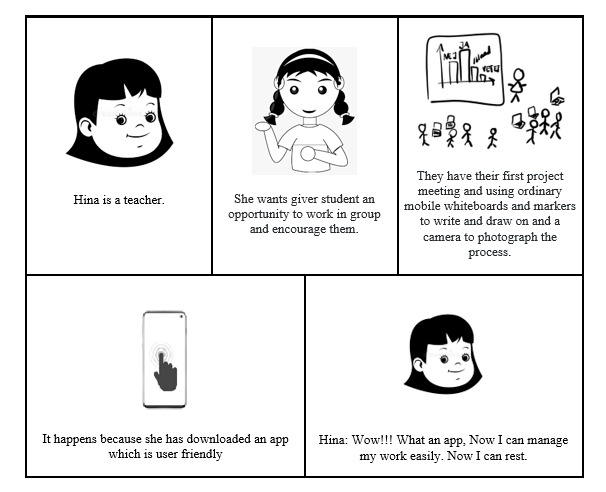 Hina is a teacher.
She wants giver student an
opportunity to work in group
and encourage them.
JA
NEJ
island
They have their first project
meeting and using ordinary
mobile whiteboards and markers
to write and draw on and a
camera to photograph the
process.
It happens because she has downloaded an app
which is user friendly
Hina: Wow!!! What an app, Now I can manage
my work easily. Now I can rest.